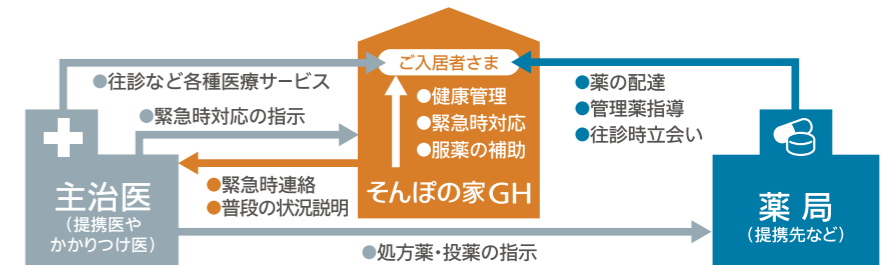 ご入居者さま
●往診など各種医療サービス
●薬の配達
●健康管理
●管理薬指導
●緊急時対応の指示
●緊急時対応
●往診時立会い
●服薬の補助
主治医
(提携医や
かかりつけ医)
●緊急時連絡
●普段の状況説明
そんぽの家GH
薬局
(提携先など)
●処方薬・投薬の指示